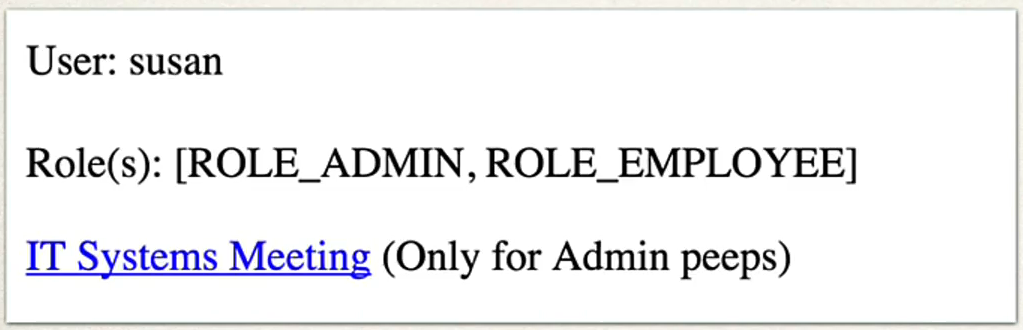 User: susan
Role(s): [ROLE_ADMIN, ROLE_EMPLOYEE]
IT Systems Meeting (Only for Admin peeps)